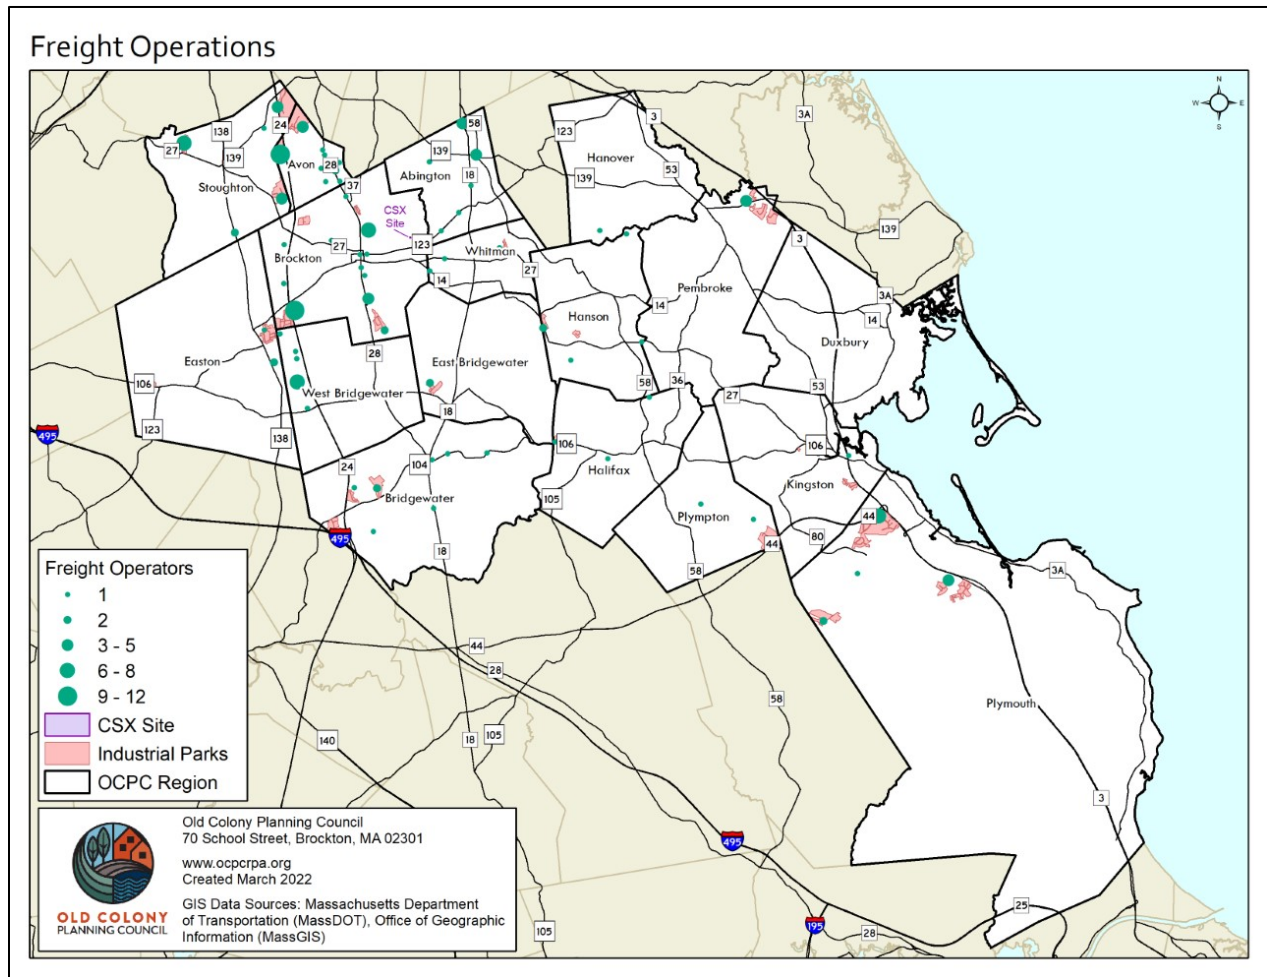 Freight Operations
N
W
E
S
138
24
27
139
Stoughton
Avon
28
37
139
58
Abington
18
CSX
Site
123
27
Brockton
Whitman
14
27
123
3
Hanover
139
53
3A
139
3
Pembroke
14
3A
14
Duxbury
Hanson
Easton
106
123
138
28
West Bridgewater
East Bridgewater
18
58
36
27
53
495
24
104
Bridgewater
106
Halifax
105
106
Kingston
Plympton
44
44
80
495
18
58
3A
44
28
58
Plymouth
140
18
105
3
495
25
195
28
105
Freight Operators
1
2
3 - 5
6 - 8
9 - 12
CSX Site
Industrial Parks
OCPC Region
OLD COLONY
PLANNING COUNCIL
Old Colony Planning Council
70 School Street, Brockton, MA 02301
www.ocpcrpa.org
Created March 2022
GIS Data Sources: Massachusetts Department
of Transportation (MassDOT), Office of Geographic
Information (MassGIS)